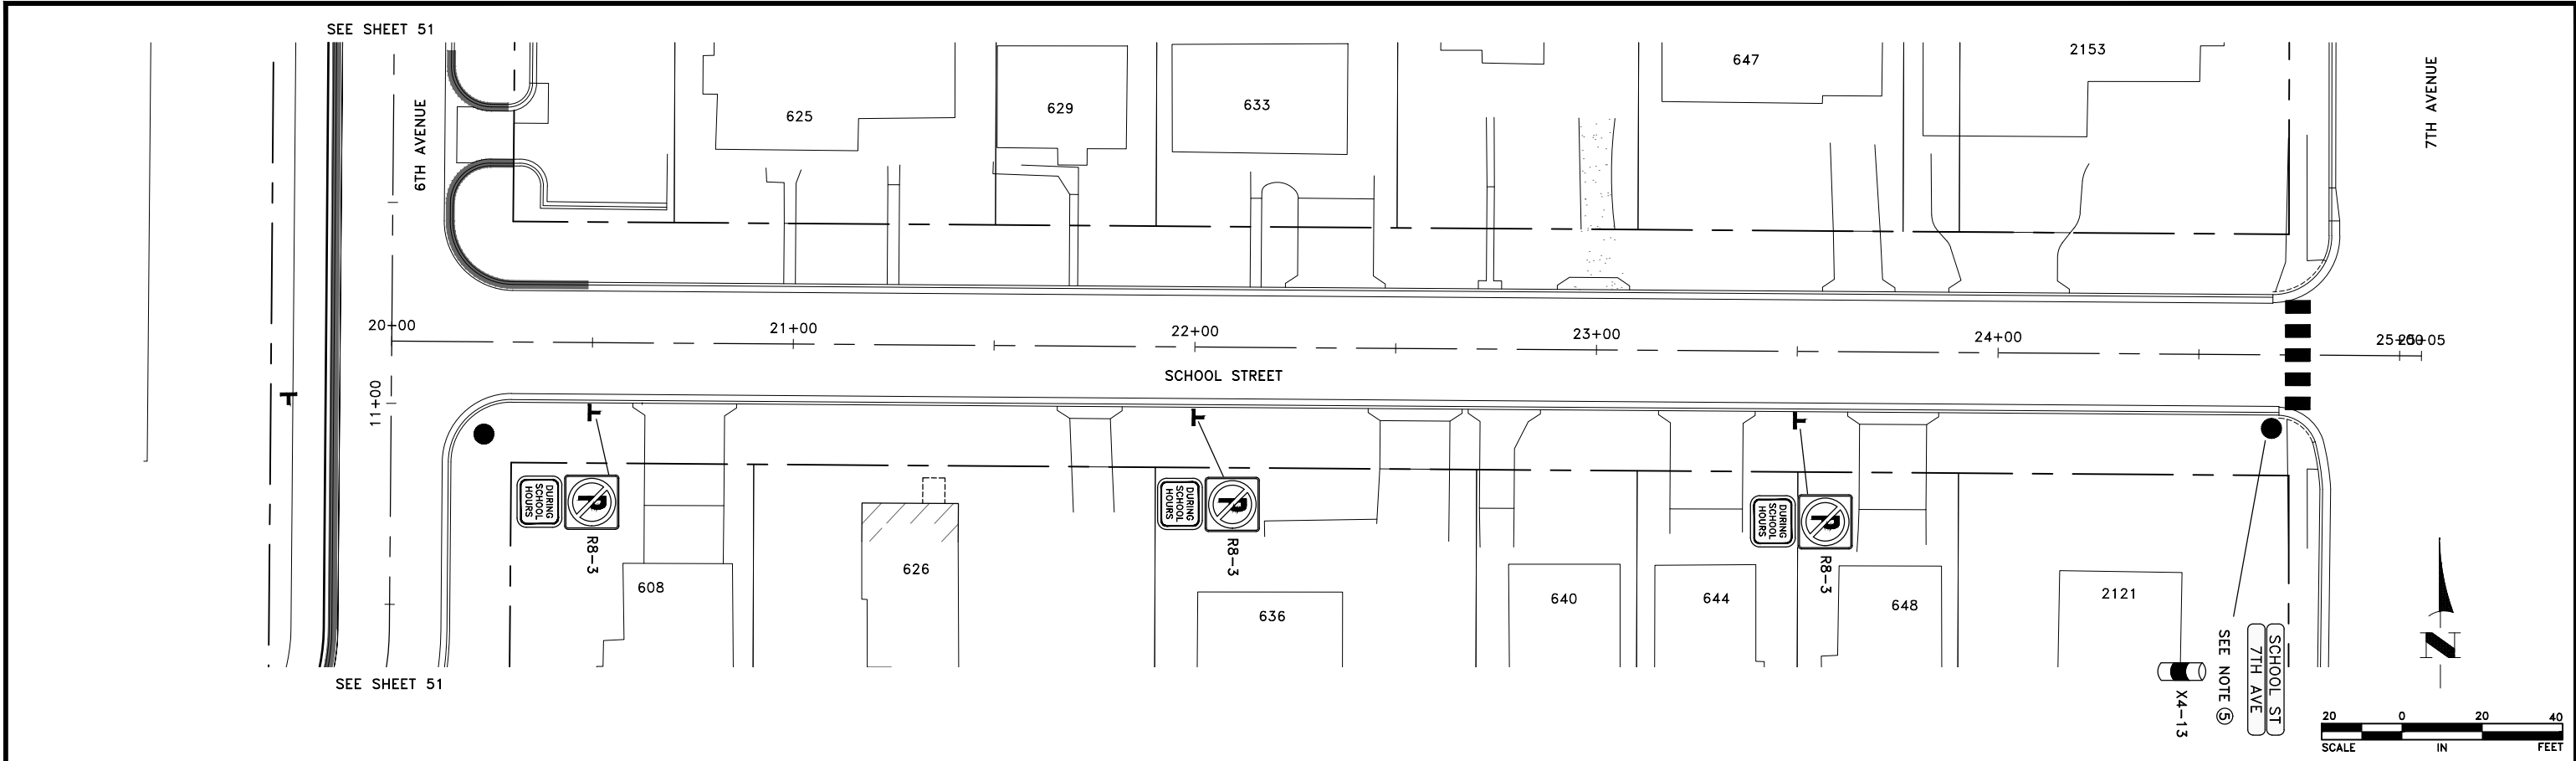 SEE SHEET 51
6TH AVENUE
625
629
633
647
2153
7TH AVENUE
20+00
21+00
22+00
23+00
24+00
25+05
SCHOOL STREET
11+00
DURING
SCHOOL
HOURS
P
R8-3
DURING
SCHOOL
HOURS
P
R8-3
DURING
SCHOOL
HOURS
P
R8-3
608
626
636
640
644
648
2121
SEE SHEET 51
SCHOOL ST
7TH AVE
SEE NOTE 5
X4-13
N
20 0 20 40
SCALE IN FEET